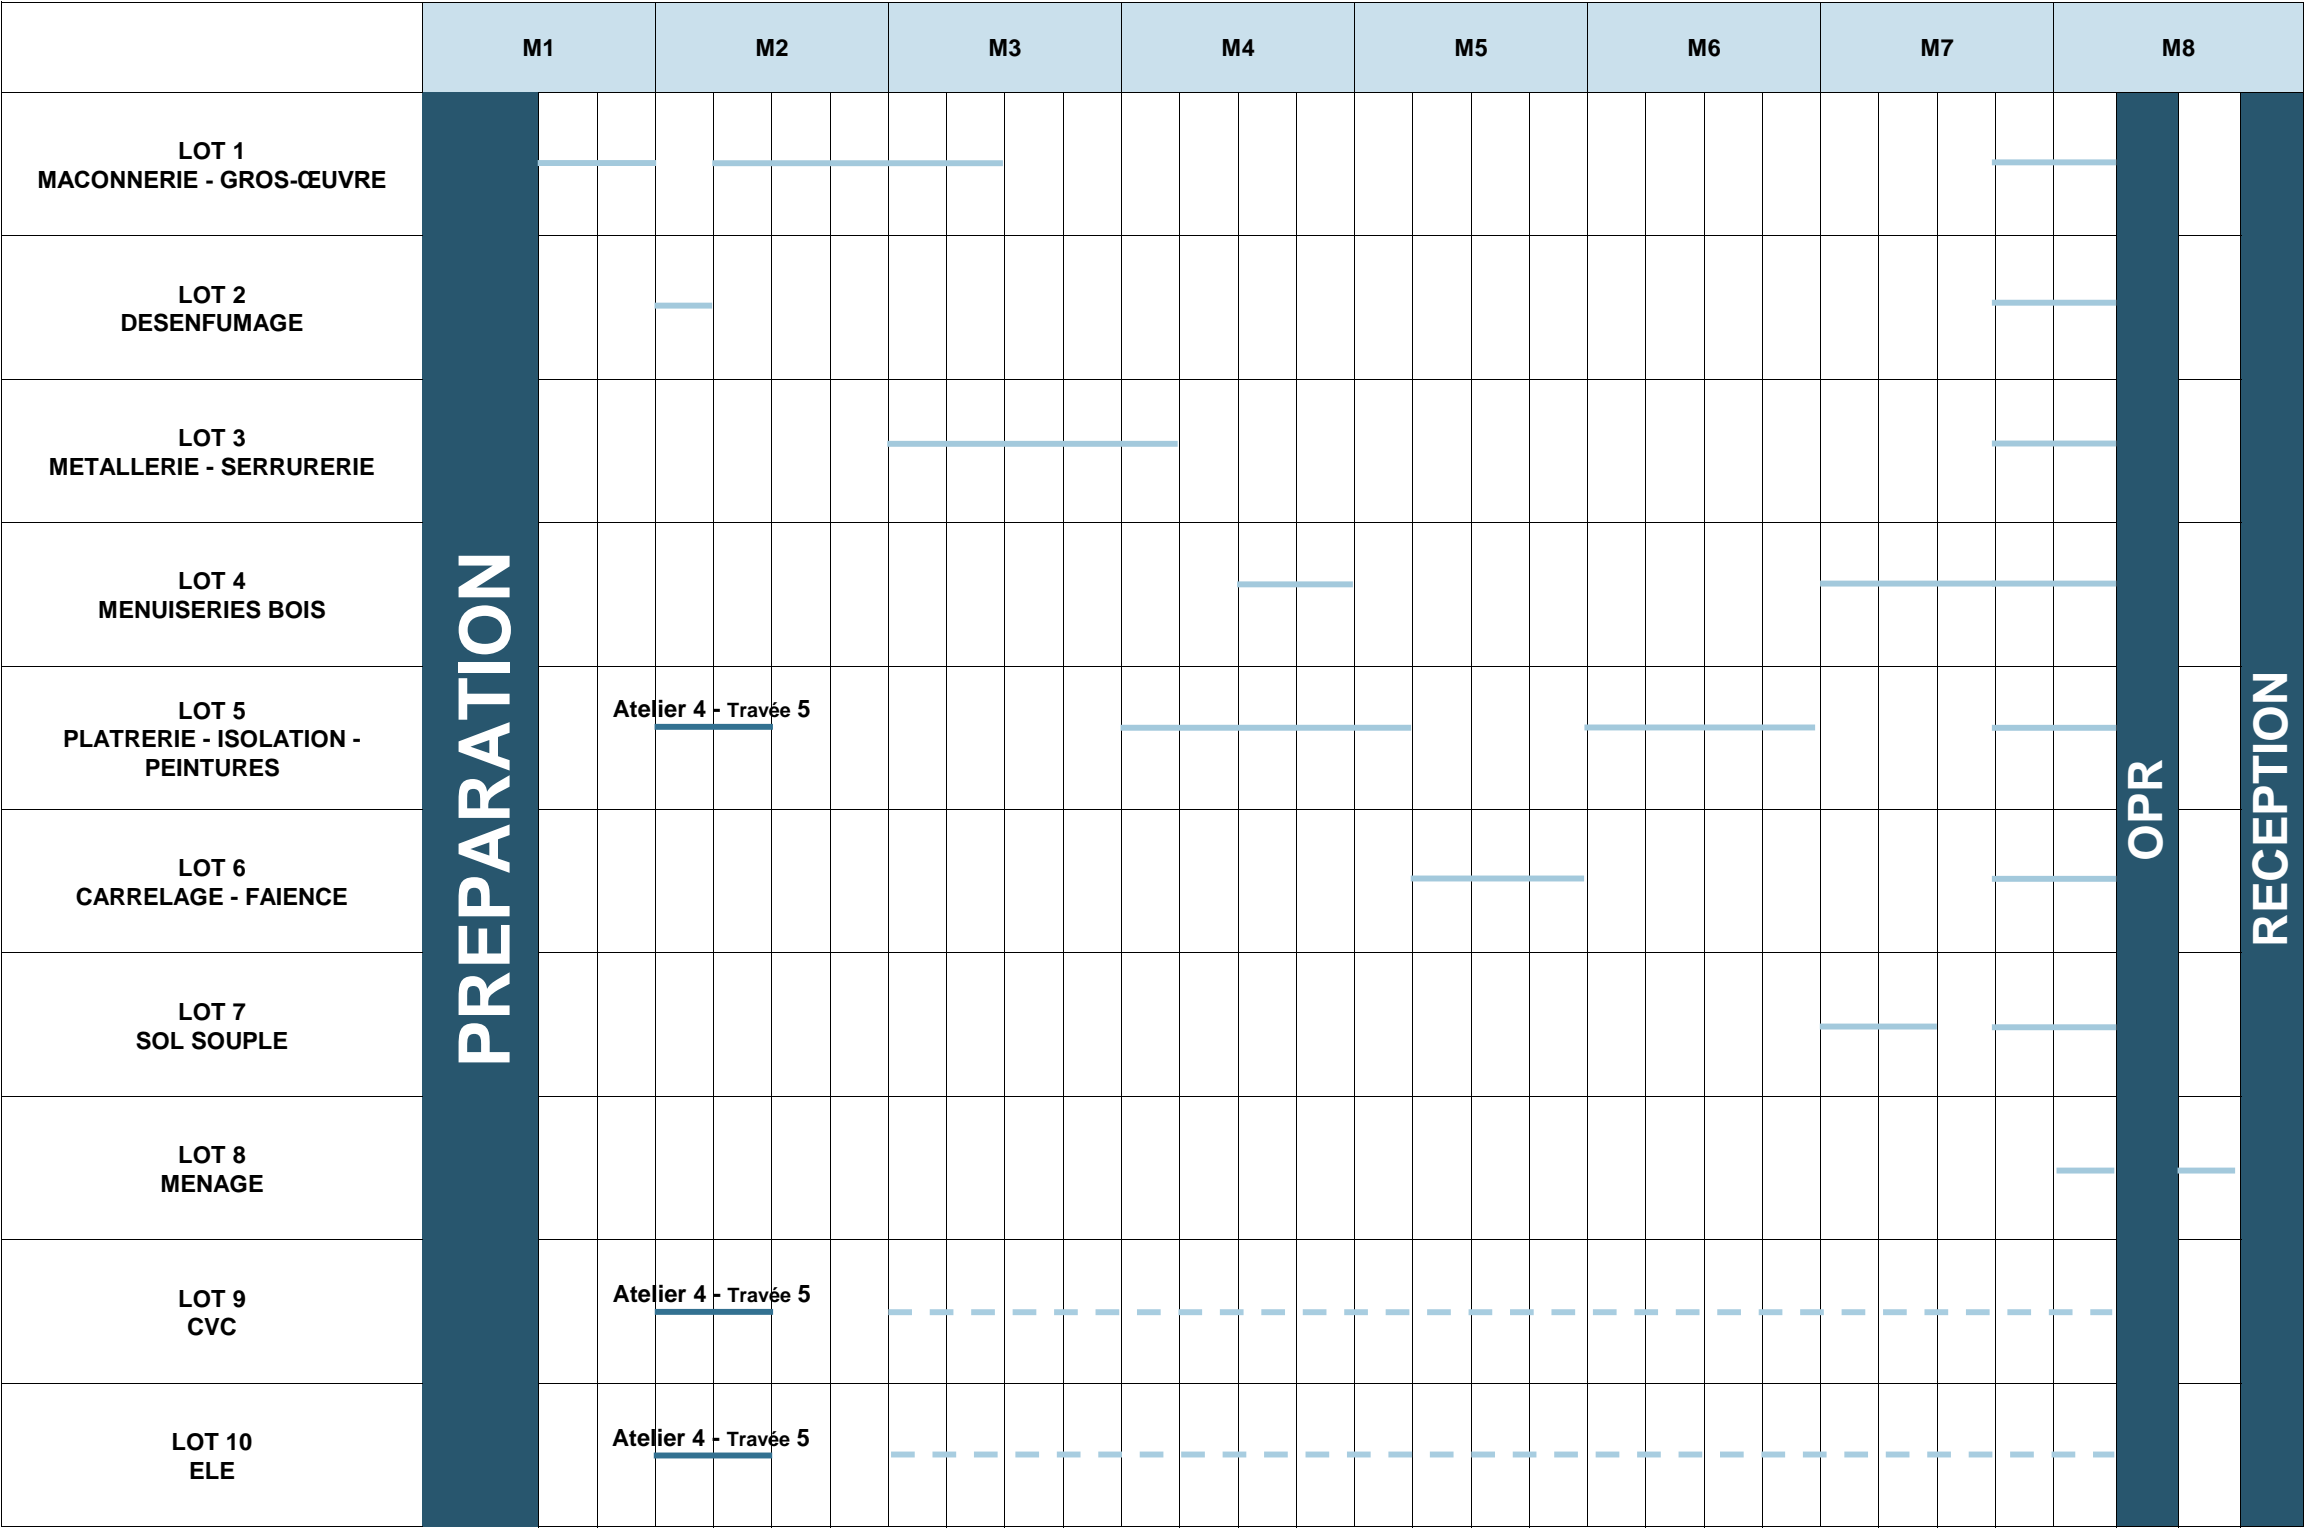 M1 M2 M3 M4 M5 M6 M7 M8
LOT 1
MACONNERIE - GROS-ŒUVRE
LOT 2
DESENFUMAGE
LOT 3
METALLERIE - SERRURERIE
LOT 4
MENUISERIES BOIS
LOT 5
PLATRERIE - ISOLATION -
PEINTURES
Atelier 4 - Travée 5
LOT 6
CARRELAGE - FAIENCE
LOT 7
SOL SOUPLE
LOT 8
MENAGE
LOT 9
CVC
Atelier 4 - Travée 5
LOT 10
ELE
Atelier 4 - Travée 5
PREPARATION
OPR
RECEPTION